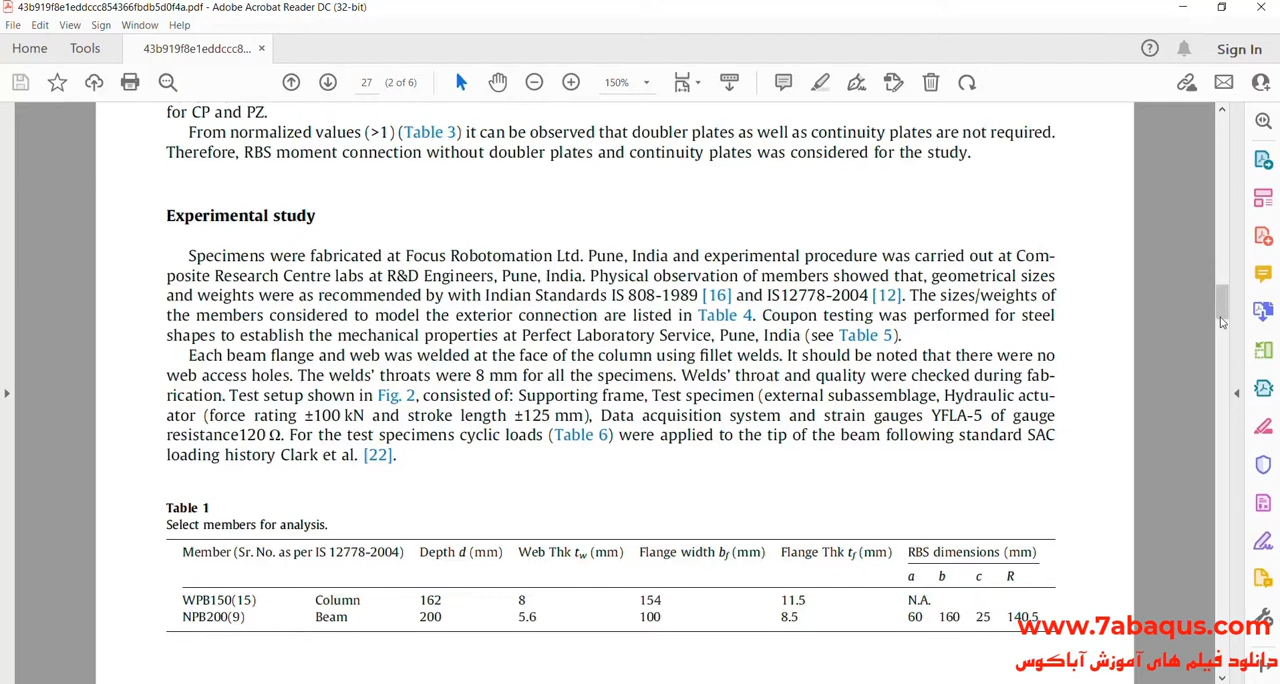 43b919f8e1eddccc854366fbdb5d0f4a.pdf - Adobe Acrobat Reader DC (32-bit)
File Edit View Sign Window Help
Home Tools 43b919f8e1eddccc8... × Sign In
27 (2 of 6) 150%
for CP and PZ.
From normalized values (>1) (Table 3) it can be observed that doubler plates as well as continuity plates are not required.
Therefore, RBS moment connection without doubler plates and continuity plates was considered for the study.
Experimental study
Specimens were fabricated at Focus Robotomation Ltd. Pune, India and experimental procedure was carried out at Com-
posite Research Centre labs at R&D Engineers, Pune, India. Physical observation of members showed that, geometrical sizes
and weights were as recommended by with Indian Standards IS 808-1989 [16] and IS12778-2004 [12]. The sizes/weights of
the members considered to model the exterior connection are listed in Table 4. Coupon testing was performed for steel
shapes to establish the mechanical properties at Perfect Laboratory Service, Pune, India (see Table 5).
Each beam flange and web was welded at the face of the column using fillet welds. It should be noted that there were no
web access holes. The welds' throats were 8 mm for all the specimens. Welds' throat and quality were checked during fab-
rication. Test setup shown in Fig. 2, consisted of: Supporting frame, Test specimen (external subassemblage, Hydraulic actu-
ator (force rating ±100 kN and stroke length ±125 mm), Data acquisition system and strain gauges YFLA-5 of gauge
resistance120 Ω. For the test specimens cyclic loads (Table 6) were applied to the tip of the beam following standard SAC
loading history Clark et al. [22].
Table 1
Select members for analysis.
Member (Sr. No. as per IS 12778-2004) Depth d (mm) Web Thk tw (mm) Flange width bf (mm) Flange Thk tf (mm) RBS dimensions (mm)
a b c R
WPB150(15) Column 162 8 154 11.5 N.A.
NPB200(9) Beam 200 5.6 100 8.5 60 160 25 140.5
www.7abaqus.com
دانلود فیلم های آموزش آباکوس